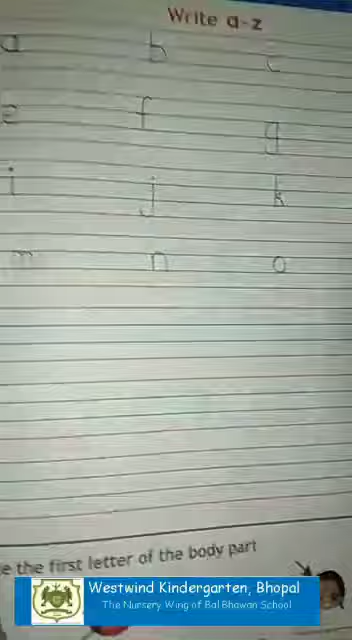 Write a-z
a b c
e f g
i j k
m n o
e the first letter of the body part
Westwind Kindergarten, Bhopal
The Nursery Wing of Bal Bhawan School